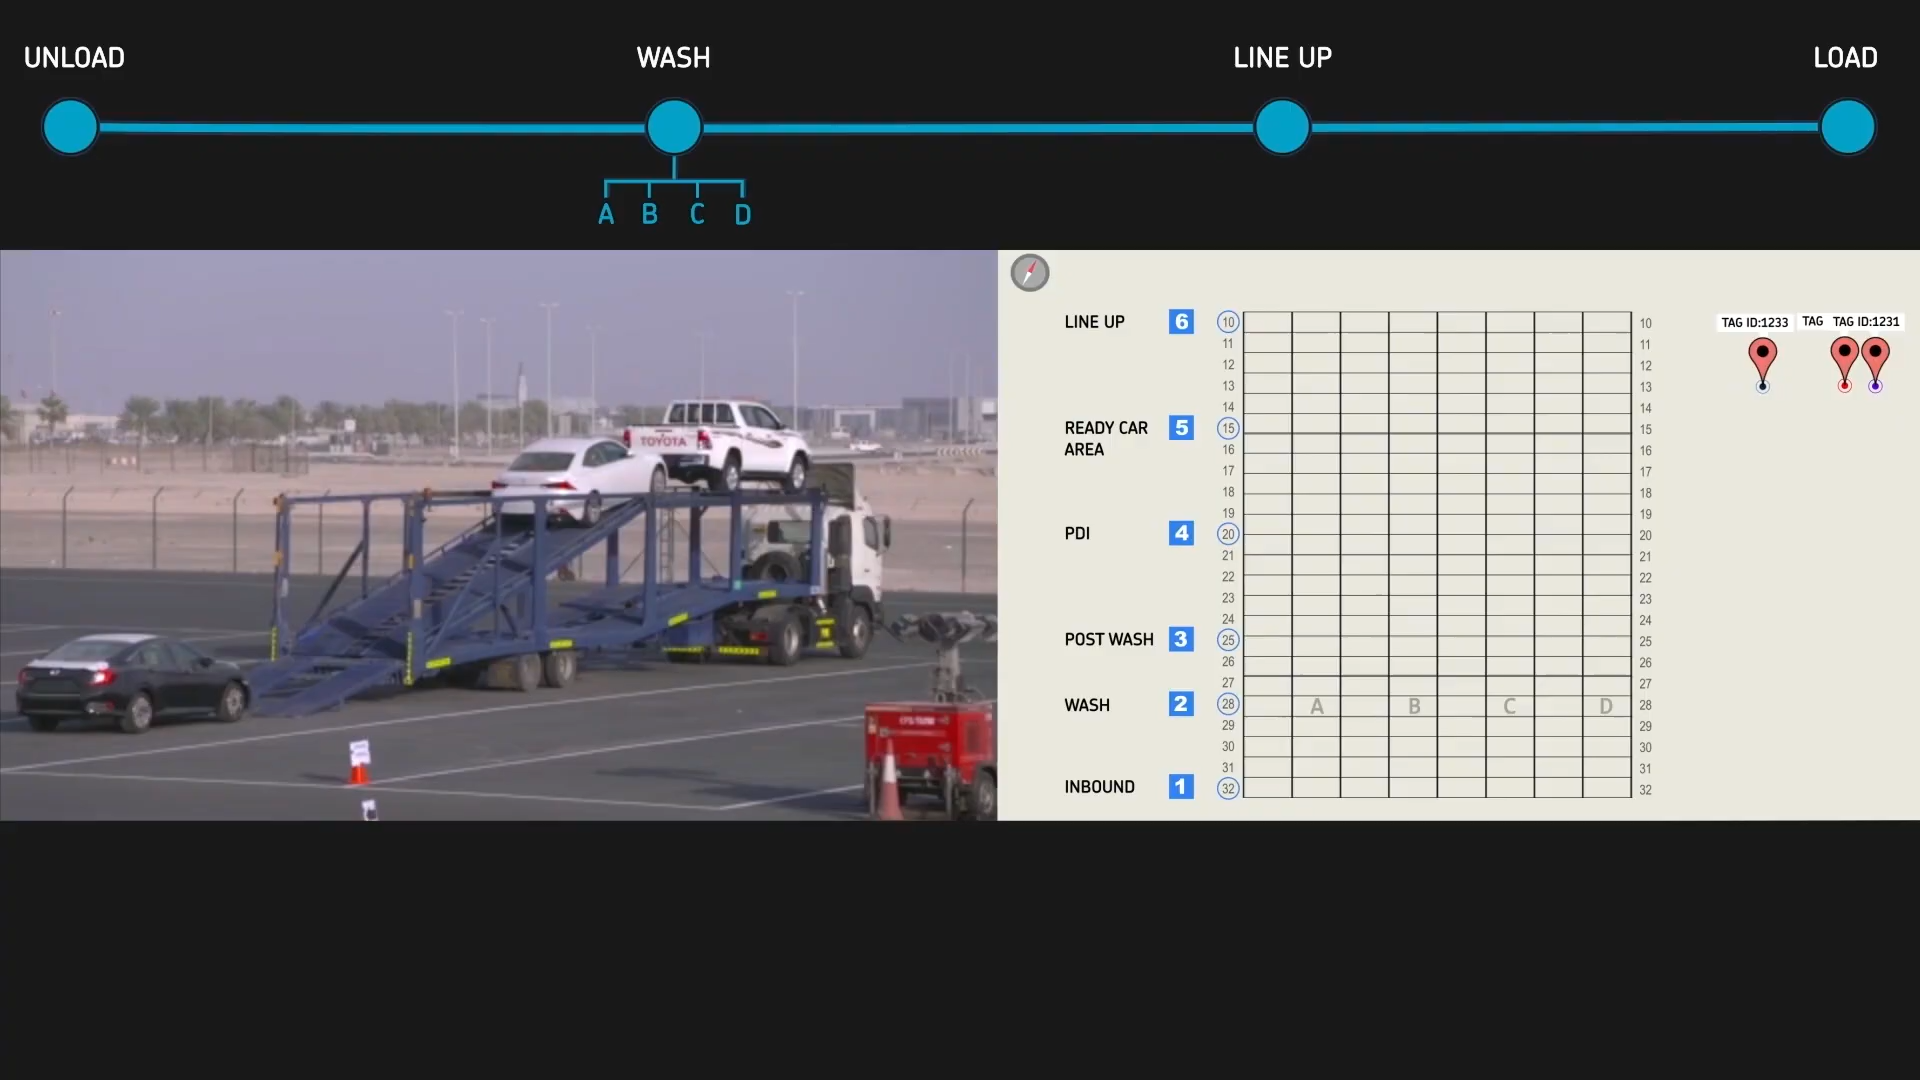 UNLOAD
WASH
LINE UP
LOAD
A B C D
TOYOTA
TAG ID:1233
TAG
TAG ID:1231
LINE UP 6 10 10
11 11
12 12
13 13
14 14
READY CAR AREA 5 15 15
16 16
17 17
18 18
19 19
PDI 4 20 20
21 21
22 22
23 23
24 24
POST WASH 3 25 25
26 26
27 27
WASH 2 28 A B C D 28
29 29
30 30
31 31
INBOUND 1 32 32